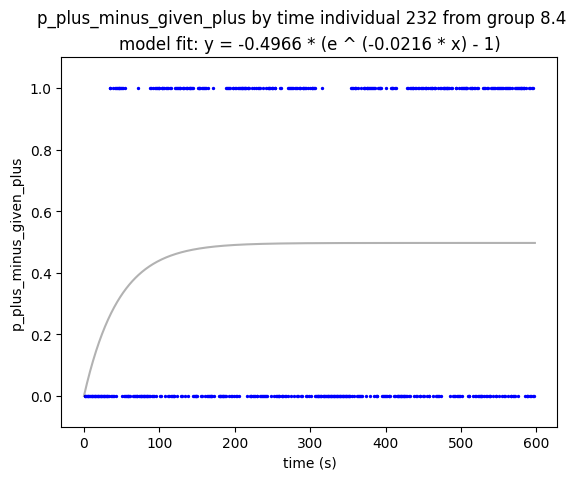 p_plus_minus_given_plus by time individual 232 from group 8.4
model fit: y = -0.4966 * (e ^ (-0.0216 * x) - 1)
1.0
0.8
0.6
0.4
0.2
0.0
p_plus_minus_given_plus
0 100 200 300 400 500 600
time (s)